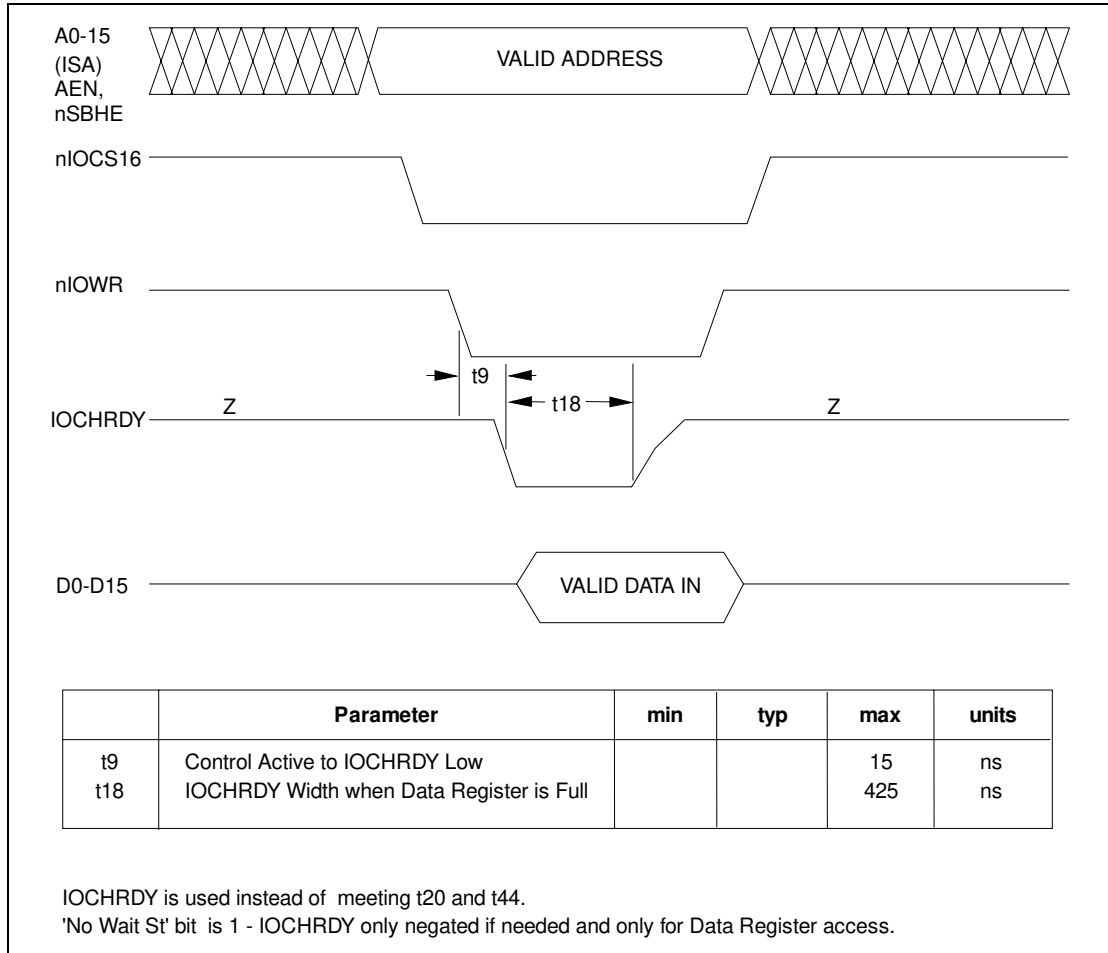 A0-15
(ISA)
AEN,
nSBHE
VALID ADDRESS
nIOCS16
nIOWR
t9
t18
IOCHRDY
Z
Z
D0-D15
VALID DATA IN
Parameter min typ max units
t9 Control Active to IOCHRDY Low 15 ns
t18 IOCHRDY Width when Data Register is Full 425 ns
IOCHRDY is used instead of meeting t20 and t44.
'No Wait St' bit is 1 - IOCHRDY only negated if needed and only for Data Register access.